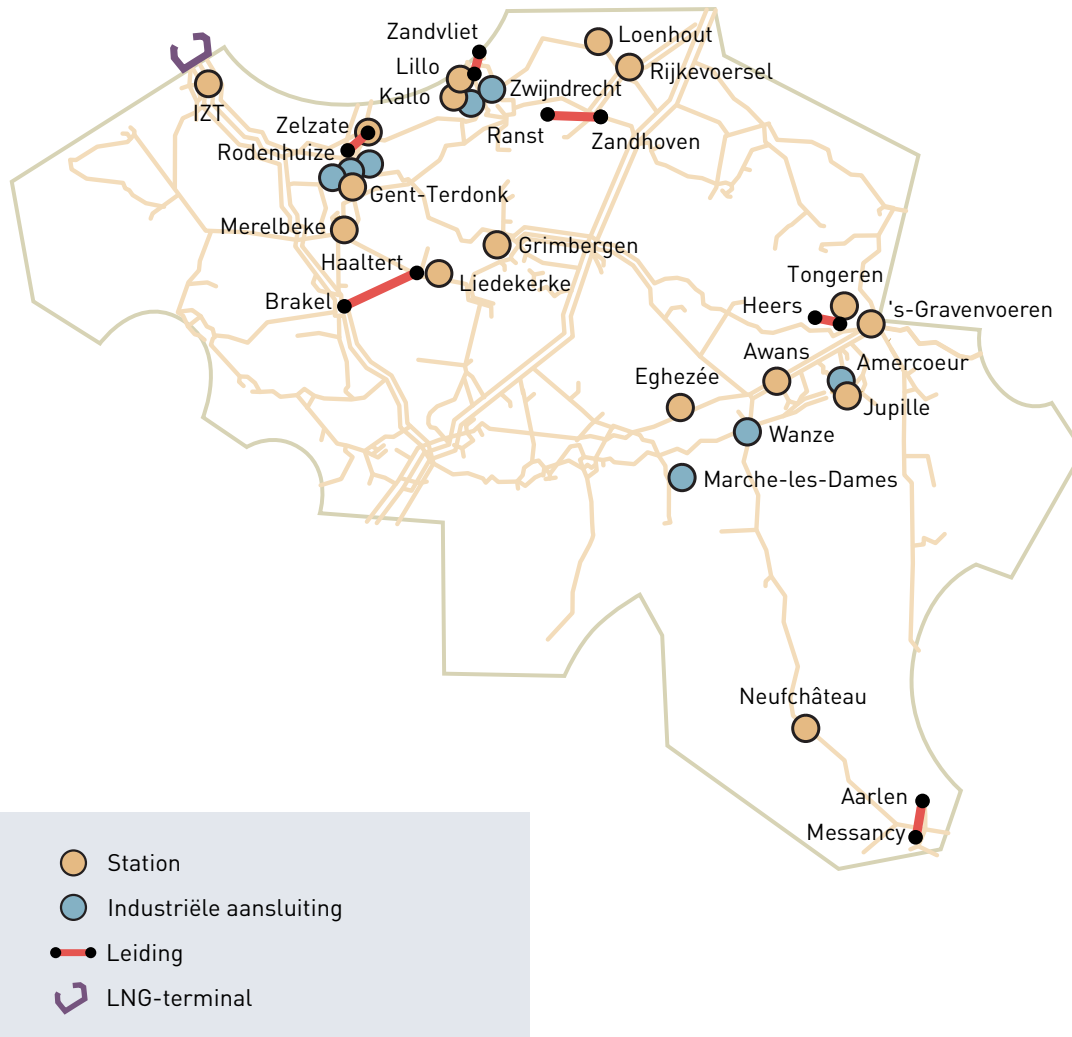 Zandvliet
Loenhout
Lillo
Rijkevoersel
Kallo
Zwijndrecht
IZT
Zelzate
Ranst
Zandhoven
Rodenhuize
Gent-Terdonk
Merelbeke
Grimbergen
Haaltert
Liedekerke
Tongeren
Brakel
Heers
's-Gravenvoeren
Awans
Amercoeur
Eghezée
Jupille
Wanze
Marche-les-Dames
Neufchâteau
Aarlen
Messancy
Station
Industriële aansluiting
Leiding
LNG-terminal